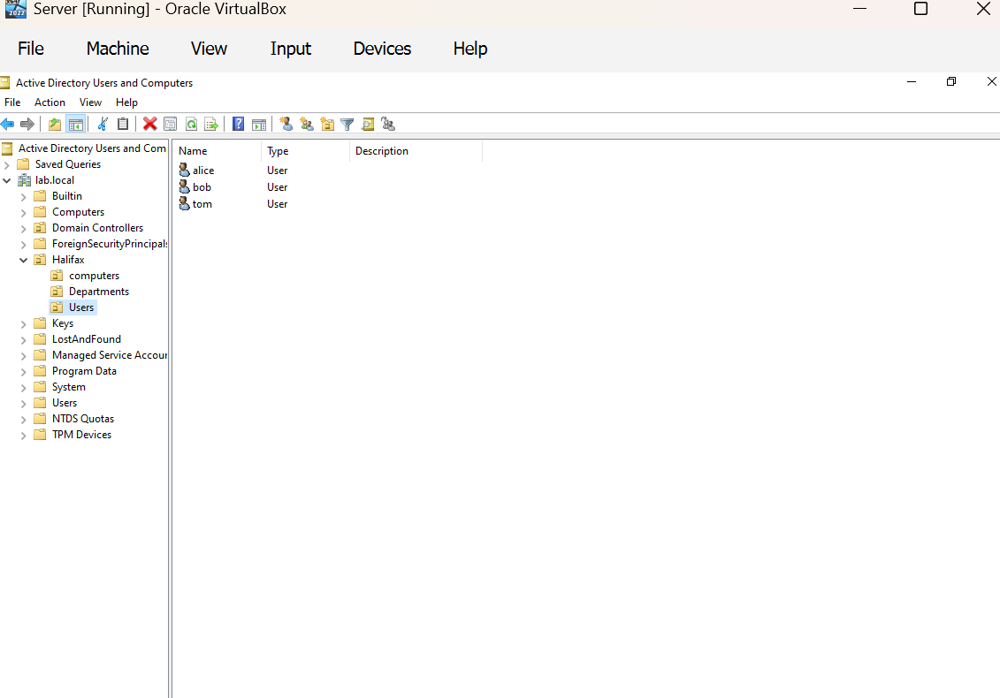 x64
2022
Server [Running] - Oracle VirtualBox
File Machine View Input Devices Help
Active Directory Users and Computers
File Action View Help
Active Directory Users and Com
Saved Queries
lab.local
Builtin
Computers
Domain Controllers
ForeignSecurityPrincipals
Halifax
computers
Departments
Users
Keys
LostAndFound
Managed Service Accour
Program Data
System
Users
NTDS Quotas
TPM Devices
Name Type Description
alice User
bob User
tom User